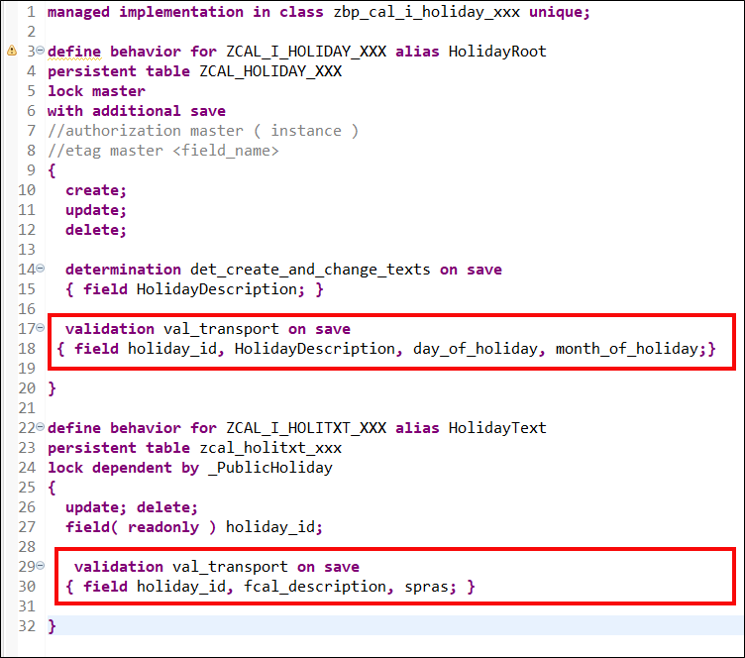 1 managed implementation in class zbp_cal_i_holiday_xxx unique;
2
3 define behavior for ZCAL_I_HOLIDAY_XXX alias HolidayRoot
4 persistent table ZCAL_HOLIDAY_XXX
5 lock master
6 with additional save
7 //authorization master ( instance )
8 //etag master <field_name>
9 {
10 create;
11 update;
12 delete;
13
14 determination det_create_and_change_texts on save
15 { field HolidayDescription; }
16
17 validation val_transport on save
18 { field holiday_id, HolidayDescription, day_of_holiday, month_of_holiday;}
19
20 }
21
22 define behavior for ZCAL_I_HOLITXT_XXX alias HolidayText
23 persistent table zcal_holitxt_xxx
24 lock dependent by _PublicHoliday
25 {
26 update; delete;
27 field( readonly ) holiday_id;
28
29 validation val_transport on save
30 { field holiday_id, fcal_description, spras; }
31
32 }